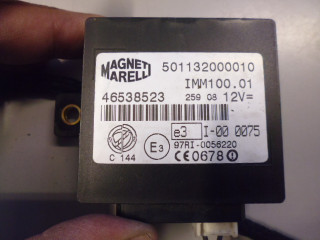 MAGNETI MARELLI 501132000010
IMM100.01
46538523 259 08 12V=
e3 I-00 0075
E3 97RI-0056220
C 144 CE0678